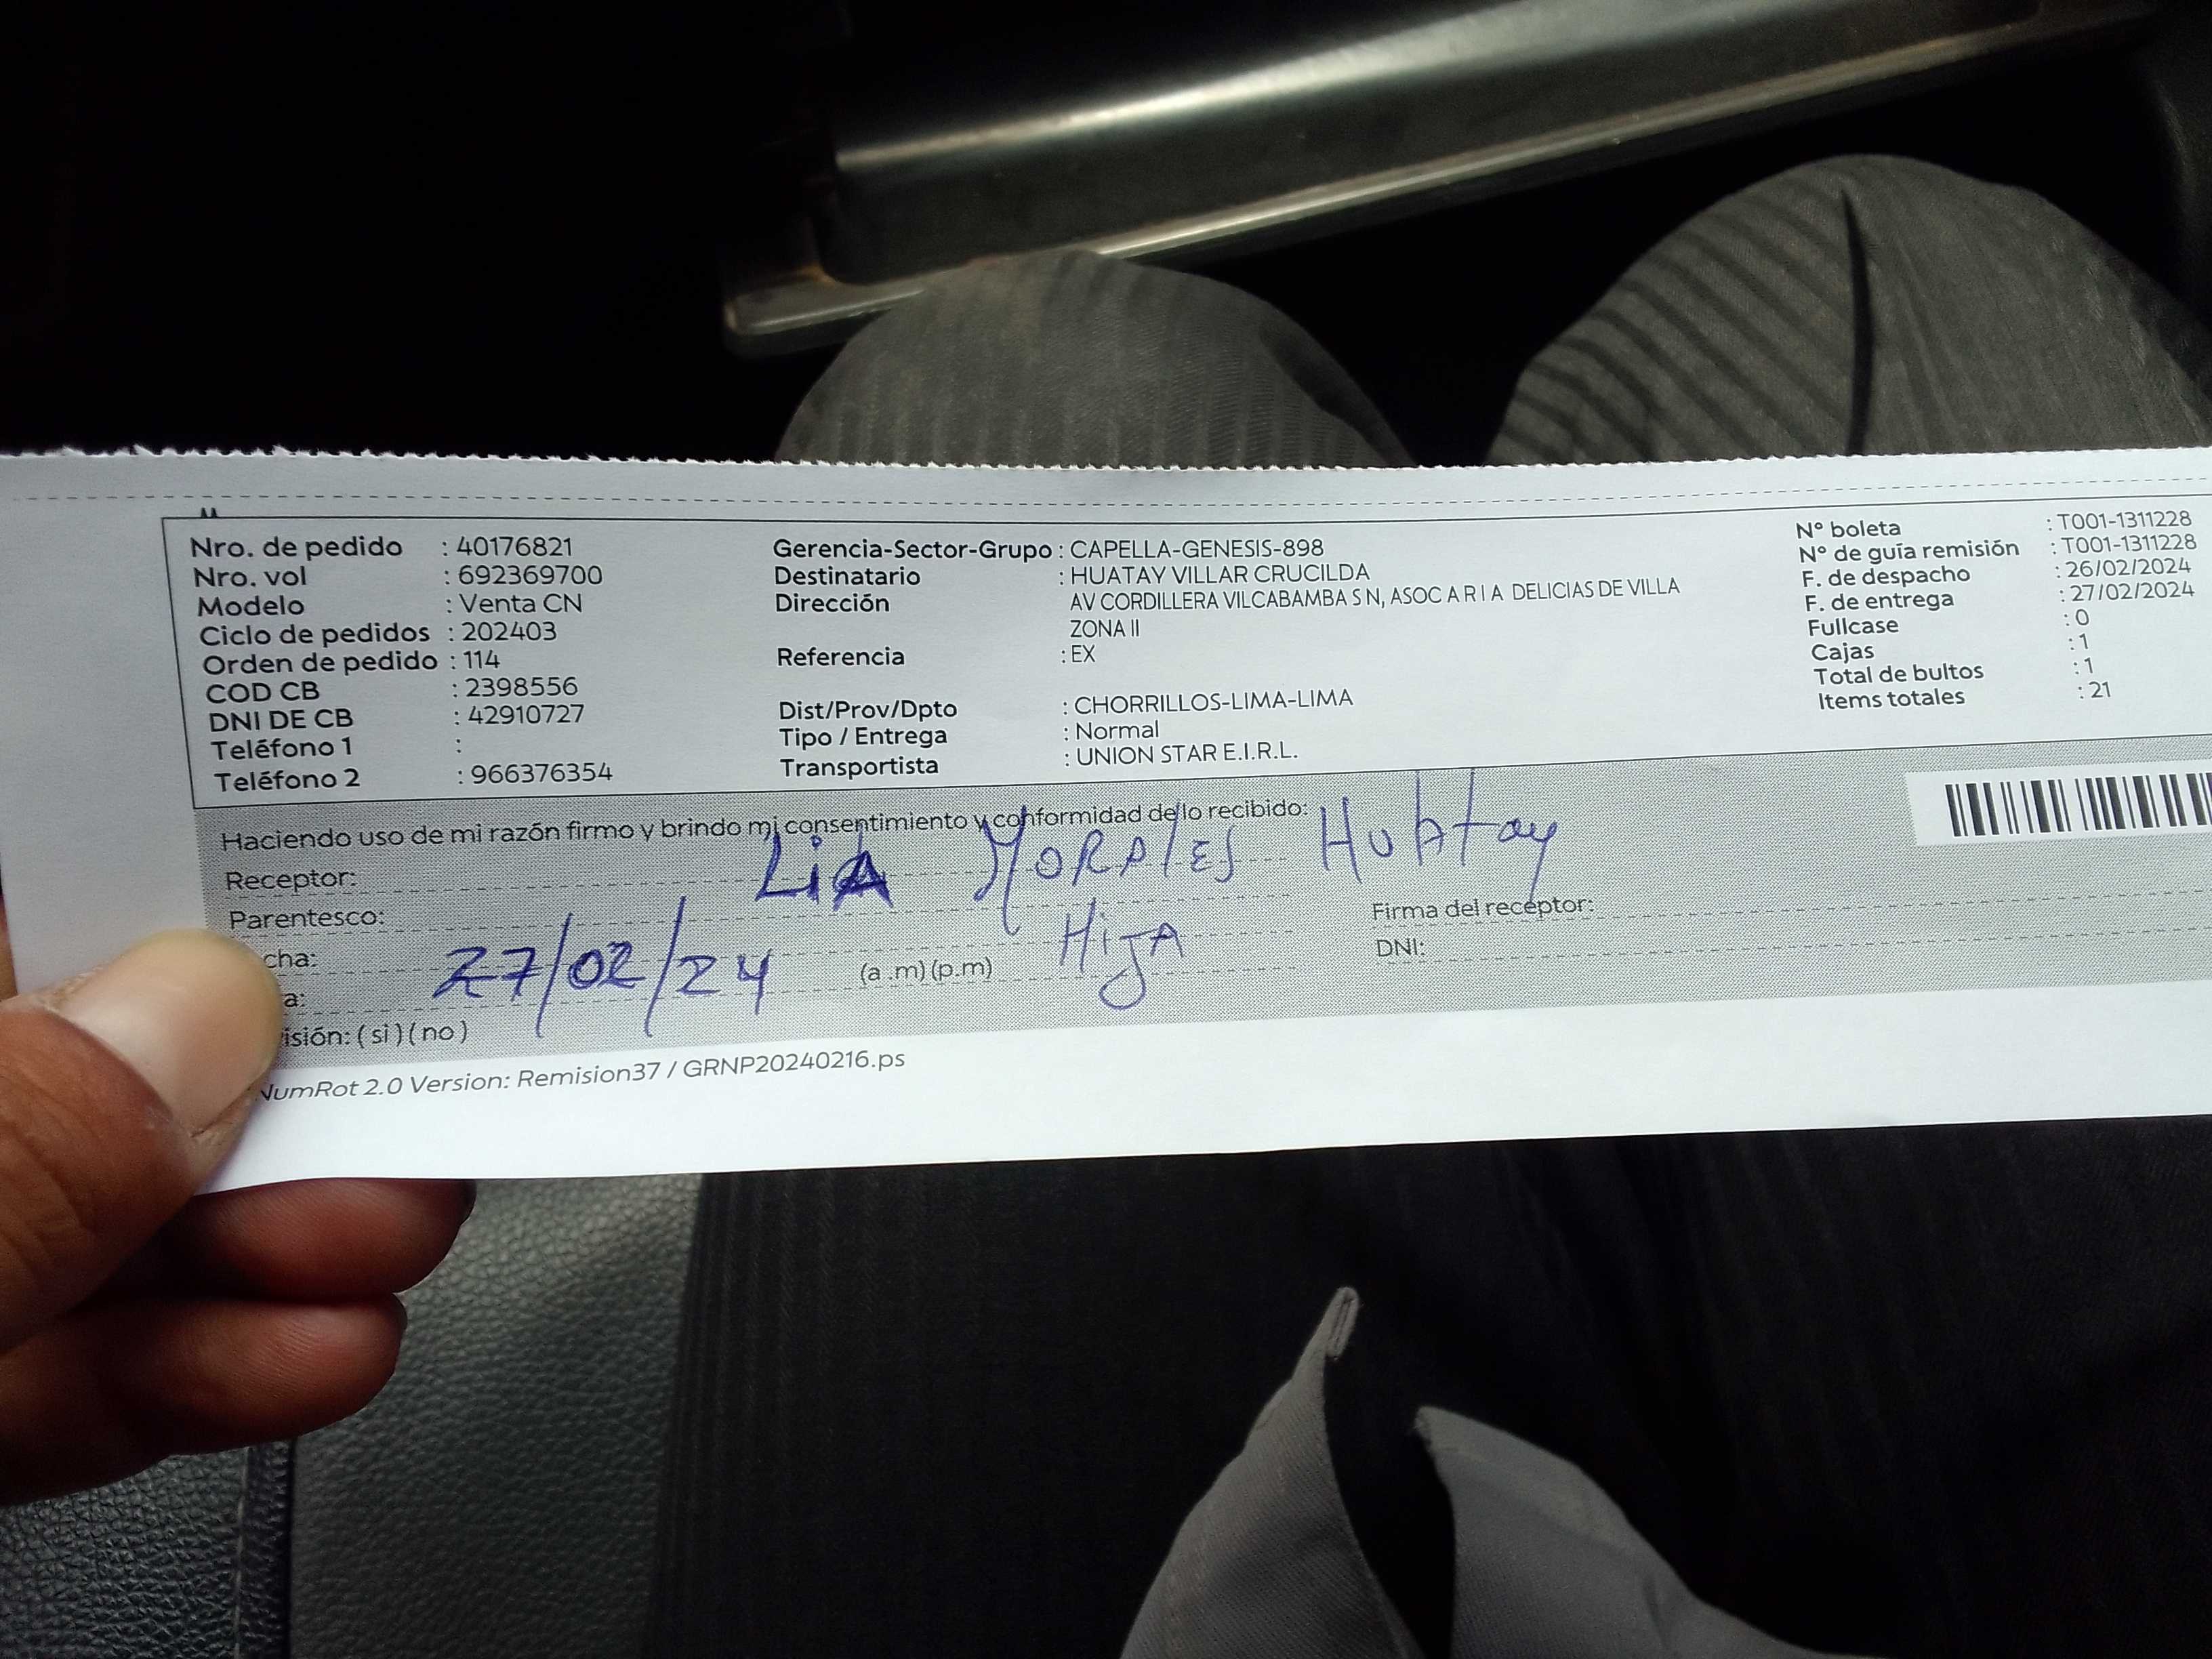 Nro. de pedido : 40176821
Nro. vol : 692369700
Modelo : Venta CN
Ciclo de pedidos : 202403
Orden de pedido : 114
COD CB : 2398556
DNI DE CB : 42910727
Teléfono 1 :
Teléfono 2 : 966376354
Gerencia-Sector-Grupo : CAPELLA-GENESIS-898
Destinatario : HUATAY VILLAR CRUCILDA
Dirección AV CORDILLERA VILCABAMBA S N, ASOC A R I A DELICIAS DE VILLA
ZONA II
Referencia : EX
Dist/Prov/Dpto : CHORRILLOS-LIMA-LIMA
Tipo / Entrega : Normal
Transportista : UNION STAR E.I.R.L.
N° boleta : T001-1311228
N° de guía remisión : T001-1311228
F. de despacho : 26/02/2024
F. de entrega : 27/02/2024
Fullcase : 0
Cajas : 1
Total de bultos : 1
Items totales : 21
Haciendo uso de mi razón firmo y brindo mi consentimiento y conformidad de lo recibido:
Receptor: LiA MORALES HUATAY
Parentesco: HIJA
Firma del receptor:
cha: 27/02/24
DNI:
a: (a .m) (p.m)
isión: ( si ) ( no )
NumRot 2.0 Version: Remision37 / GRNP20240216.ps